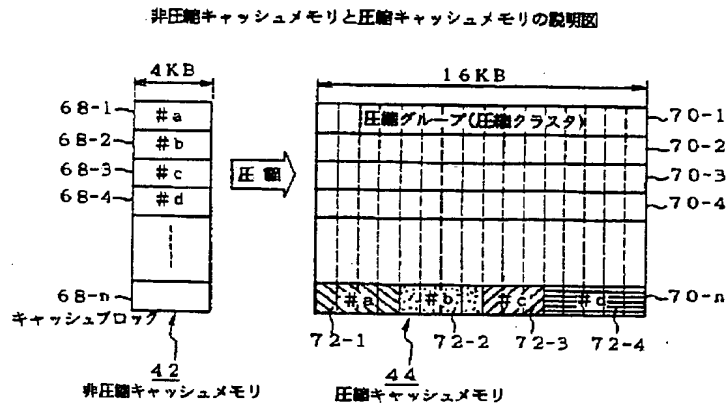 非圧縮キャッシュメモリと圧縮キャッシュメモリの説明図
4KB
16KB
68-1
#a
圧縮グループ(圧縮クラスタ)
70-1
68-2
#b
70-2
68-3
#c
圧縮
70-3
68-4
#d
70-4
68-n
#a
#b
#c
#d
70-n
キャッシュブロック
72-1
72-2
72-3
72-4
42
非圧縮キャッシュメモリ
44
圧縮キャッシュメモリ